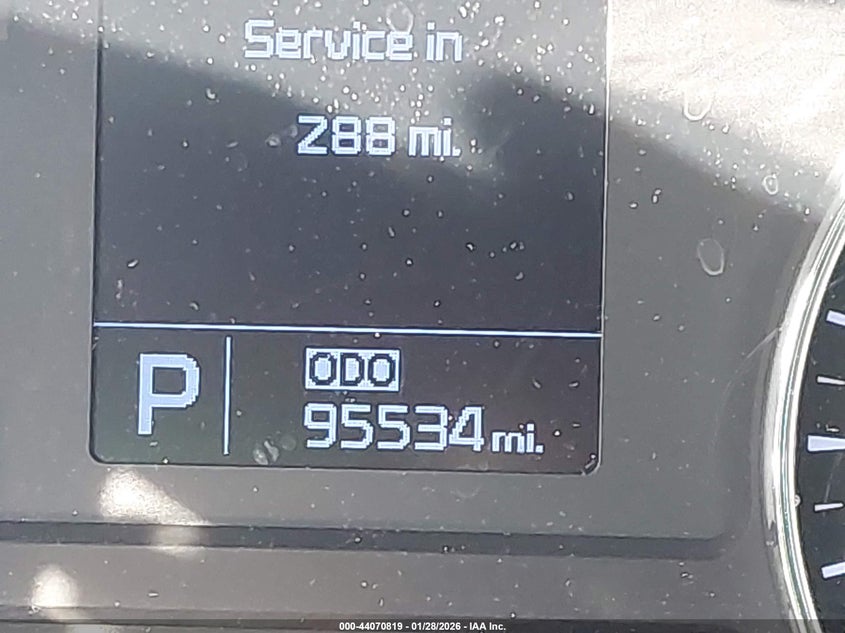 Service in
288 mi.
P
ODO
95534 mi.
000-44070819 - 01/28/2026 - IAA Inc.